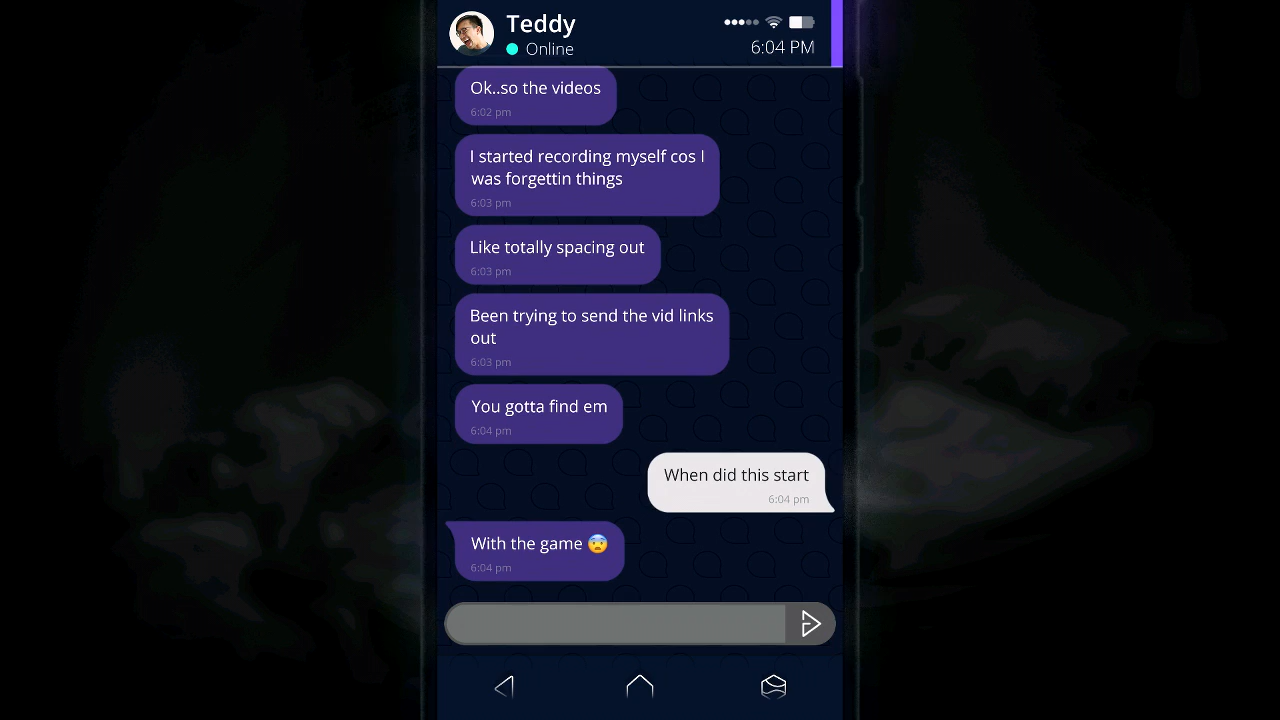 Teddy
Online
6:04 PM
Ok..so the videos
6:02 pm
I started recording myself cos I
was forgettin things
6:03 pm
Like totally spacing out
6:03 pm
Been trying to send the vid links
out
6:03 pm
You gotta find em
6:04 pm
When did this start
6:04 pm
With the game 😨
6:04 pm